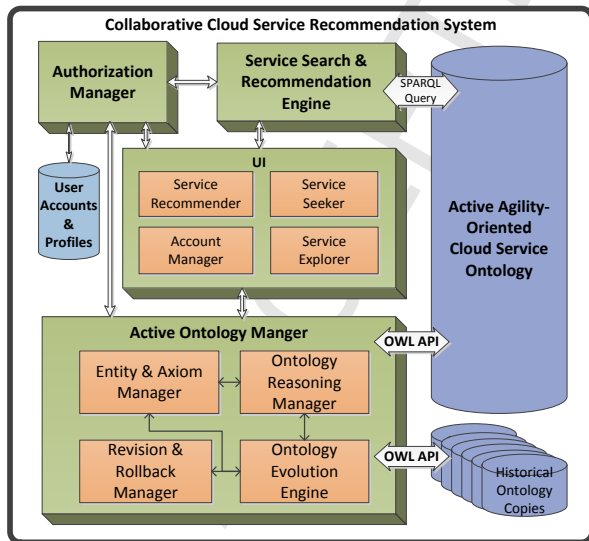 Collaborative Cloud Service Recommendation System
Authorization
Manager
Service Search &
Recommendation
Engine
SPARQL
Query
User
Accounts
&
Profiles
UI
Service
Recommender
Service
Seeker
Account
Manager
Service
Explorer
Active Agility-
Oriented
Cloud Service
Ontology
Active Ontology Manger
OWL API
Entity & Axiom
Manager
Ontology
Reasoning
Manager
Revision &
Rollback
Manager
Ontology
Evolution
Engine
OWL API
Historical
Ontology
Copies